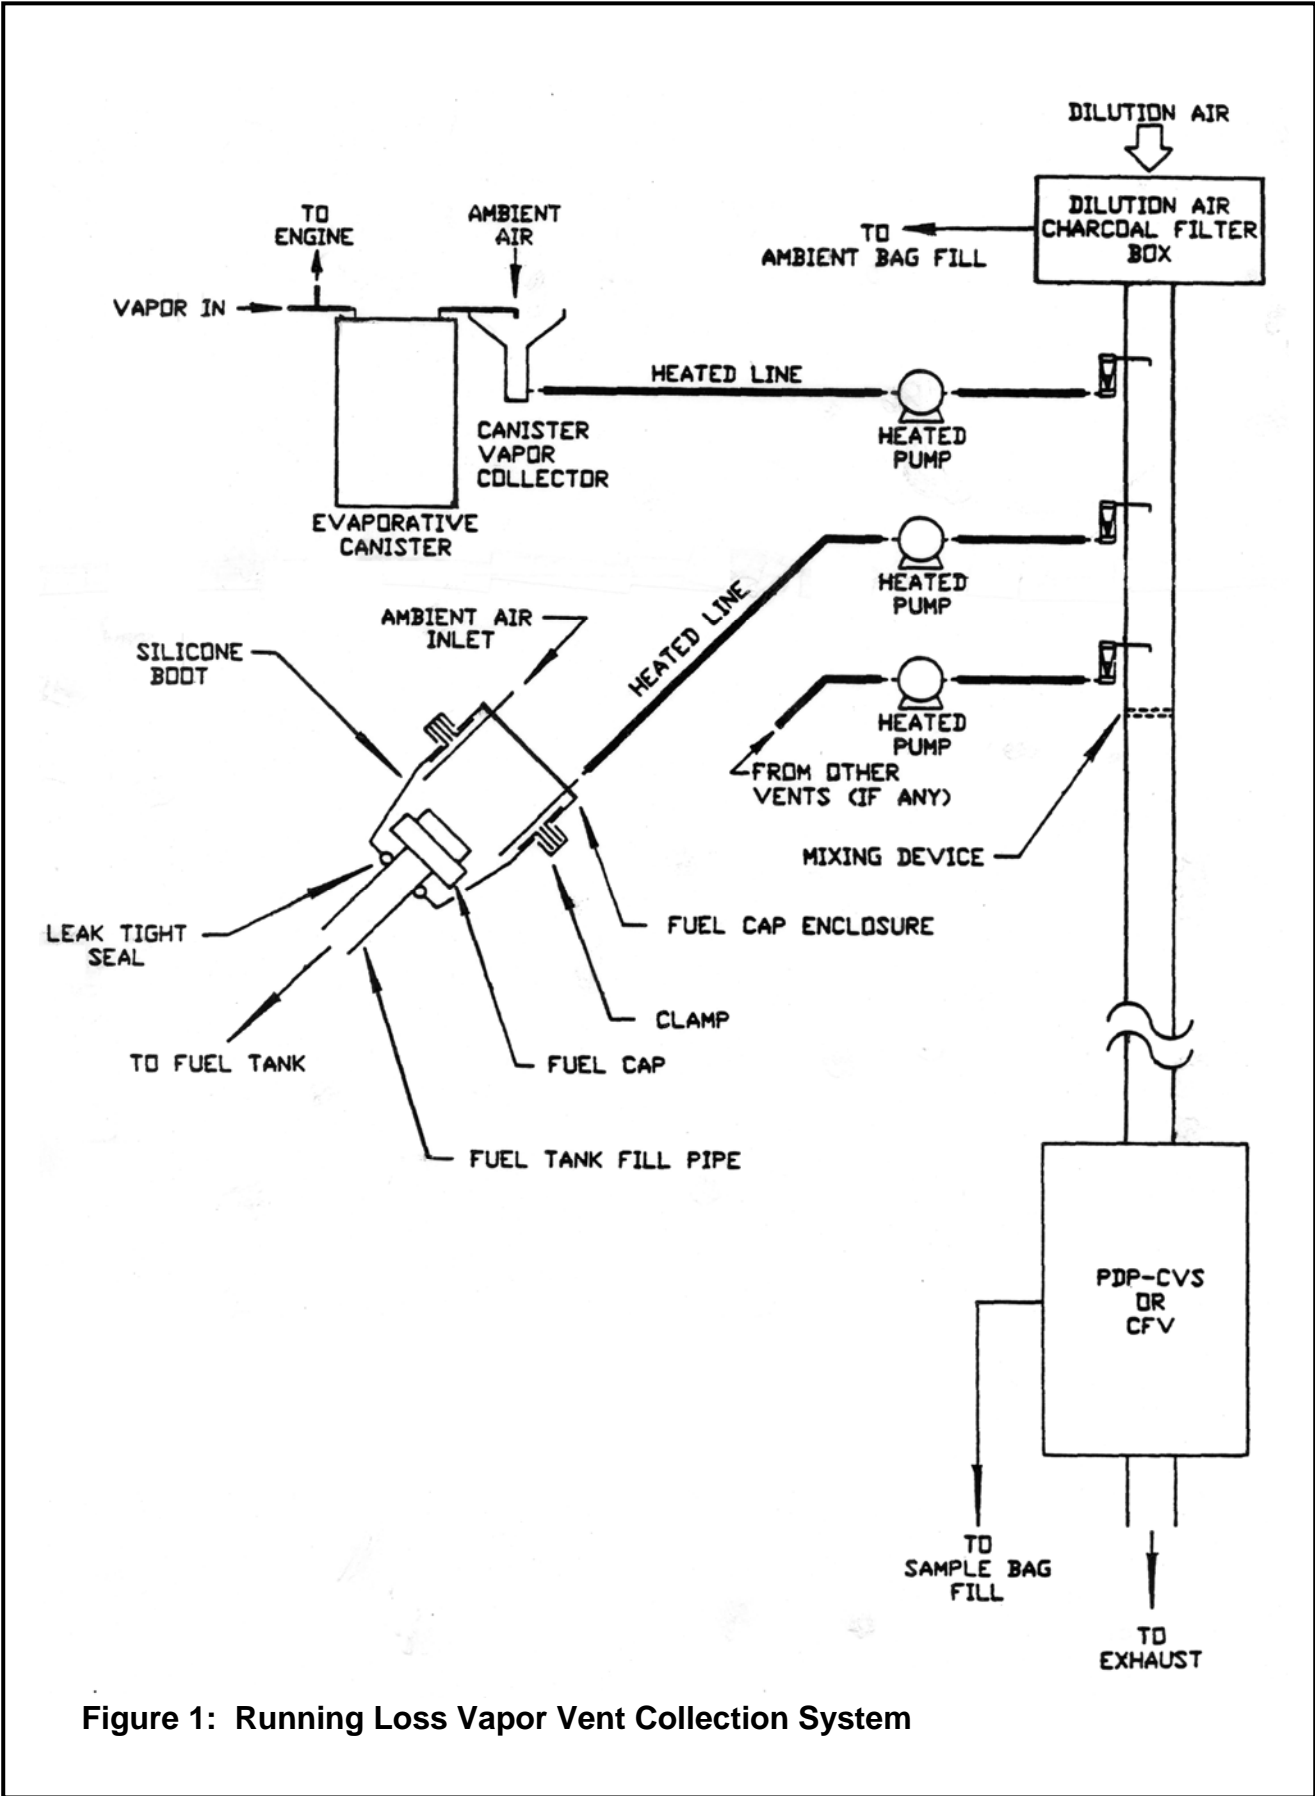 DILUTION AIR
DILUTION AIR
CHARCOAL FILTER
BOX
TO
AMBIENT BAG FILL
TO
ENGINE
AMBIENT
AIR
VAPOR IN
HEATED LINE
CANISTER
VAPOR
COLLECTOR
HEATED
PUMP
EVAPORATIVE
CANISTER
HEATED
PUMP
HEATED LINE
AMBIENT AIR
INLET
SILICONE
BOOT
HEATED
PUMP
FROM OTHER
VENTS (IF ANY)
MIXING DEVICE
LEAK TIGHT
SEAL
FUEL CAP ENCLOSURE
CLAMP
TO FUEL TANK
FUEL CAP
FUEL TANK FILL PIPE
PDP-CVS
OR
CFV
TO
SAMPLE BAG
FILL
TO
EXHAUST
Figure 1: Running Loss Vapor Vent Collection System